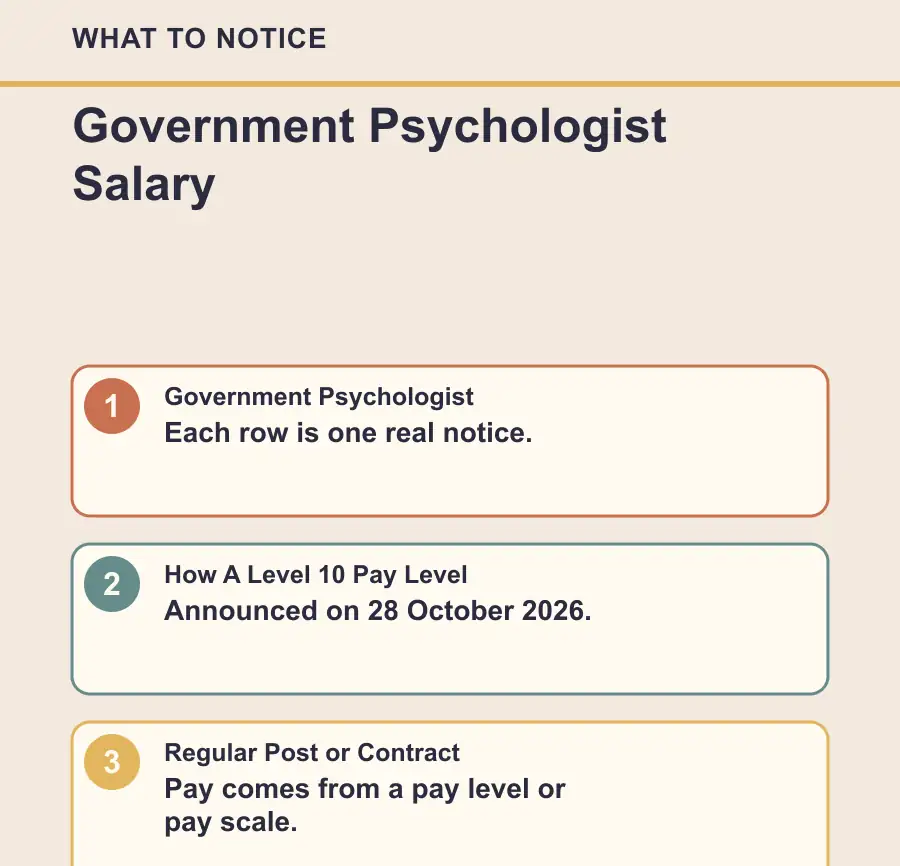 WHAT TO NOTICE
Government Psychologist
Salary
1
Government Psychologist
Each row is one real notice.
2
How A Level 10 Pay Level
Announced on 28 October 2026.
3
Regular Post or Contract
Pay comes from a pay level or
pay scale.